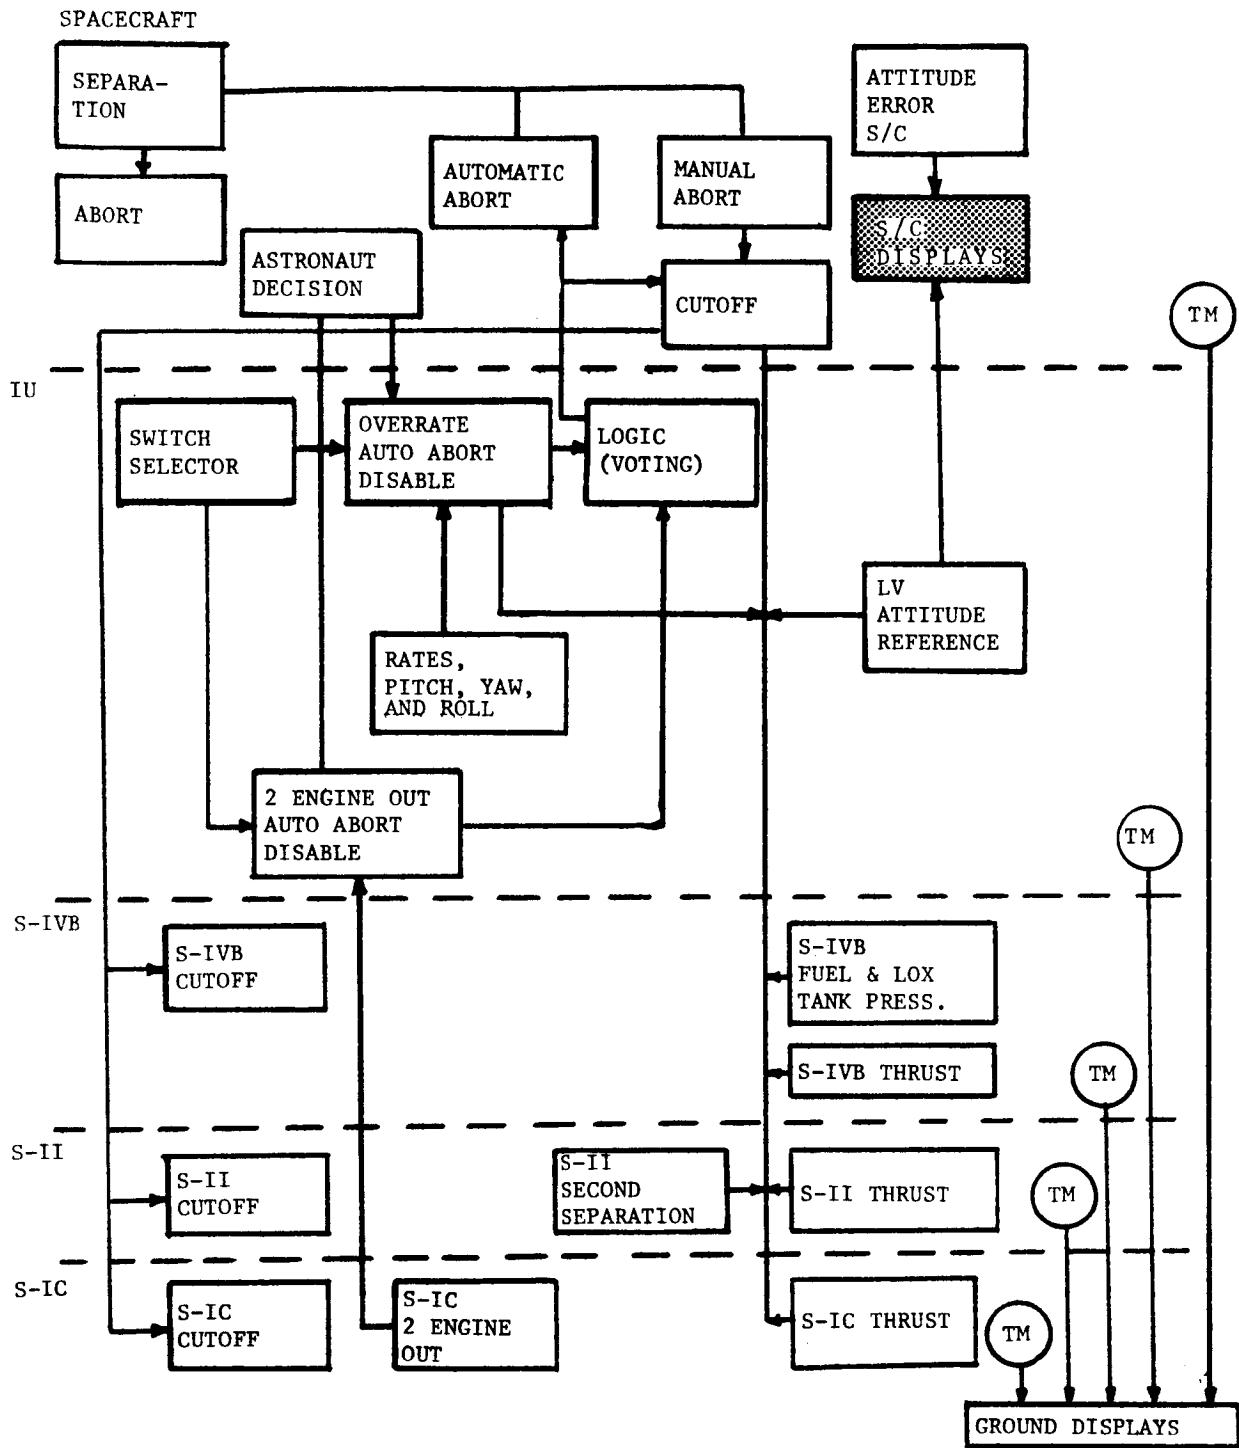 SPACECRAFT
SEPARA-
TION
ABORT
AUTOMATIC
ABORT
MANUAL
ABORT
ATTITUDE
ERROR
S/C
S/C
DISPLAYS
ASTRONAUT
DECISION
CUTOFF
TM
IU
SWITCH
SELECTOR
OVERRATE
AUTO ABORT
DISABLE
LOGIC
(VOTING)
LV
ATTITUDE
REFERENCE
RATES,
PITCH, YAW,
AND ROLL
2 ENGINE OUT
AUTO ABORT
DISABLE
TM
S-IVB
S-IVB
CUTOFF
S-IVB
FUEL & LOX
TANK PRESS.
S-IVB THRUST
TM
S-II
S-II
CUTOFF
S-II
SECOND
SEPARATION
S-II THRUST
TM
S-IC
S-IC
CUTOFF
S-IC
2 ENGINE
OUT
S-IC THRUST
TM
GROUND DISPLAYS